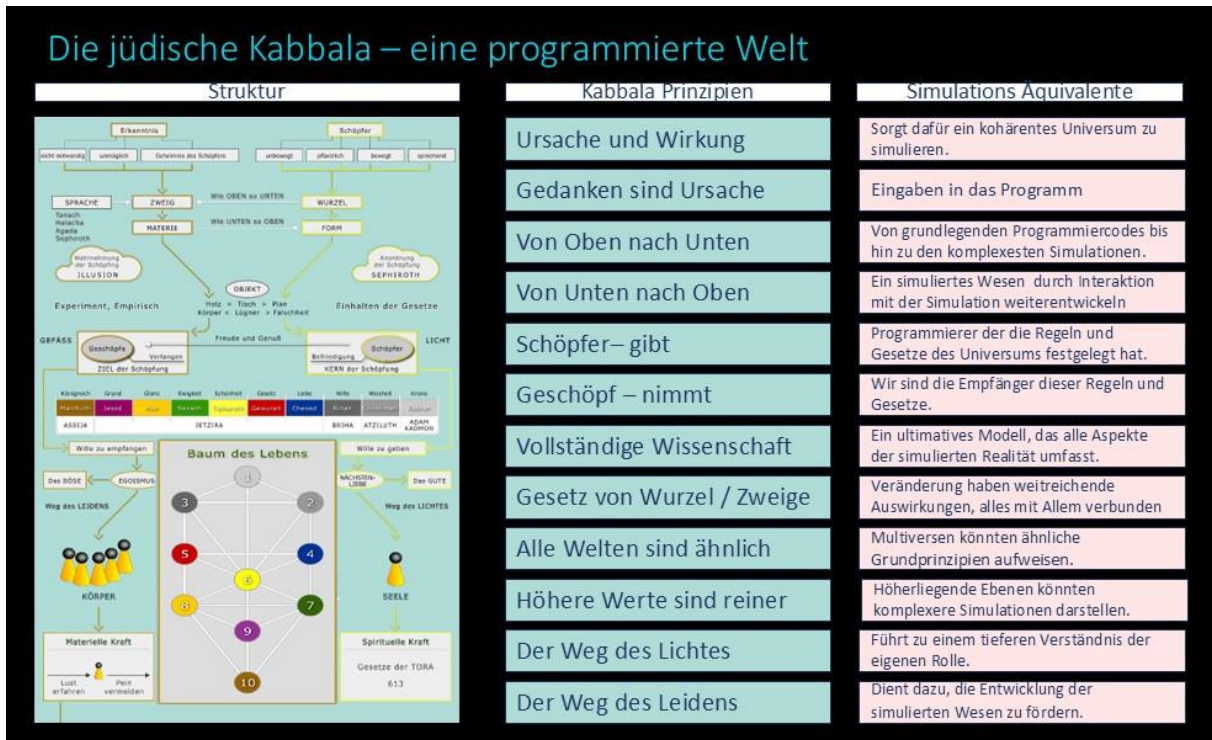 Die jüdische Kabbala – eine programmierte Welt
Struktur
Erkenntnis
Schöpfer
nicht notwendig
unmöglich
Geheimnis des Schöpfers
unbewegt
pflanzlich
bewegt
sprechend
Wie OBEN so UNTEN
SPRACHE
ZWEIG
WURZEL
Tanach
Halacha
Agada
Sephiroth
Wie UNTEN so OBEN
MATERIE
FORM
Wahrnehmung
der Schöpfung
ILLUSION
Anordnung
der Schöpfung
SEPHIROTH
OBJEKT
Experiment, Empirisch
Holz < Tisch > Plan
Körper < Lügner > Falschheit
Einhalten der Gesetze
GEFÄSS
Freude und Genuß
LICHT
Geschöpfe
Verlangen
Befriedigung
Schöpfer
ZIEL der Schöpfung
KERN der Schöpfung
Königreich Grund Glanz Ewigkeit Schönheit Gesetz Liebe Hilfe Weisheit Krone
Malchuth Jesod Hod Nezach Tiphareth Gewurah Chesed Binah
ASSIJA JETZIRA BRIHA ATZILUTH ADAM KADMON
Wille zu empfangen
Wille zu geben
Das BÖSE
EGOISMUS
NÄCHSTEN-
LIEBE
Das GUTE
Weg des LEIDENS
Weg des LICHTES
KÖRPER
SEELE
Materielle Kraft
Lust
erfahren
Pein
vermeiden
Baum des Lebens
1
3
2
5
4
6
8
7
9
10
Spirituelle Kraft
Gesetze der TORA
613
Kabbala Prinzipien
Ursache und Wirkung
Gedanken sind Ursache
Von Oben nach Unten
Von Unten nach Oben
Schöpfer– gibt
Geschöpf – nimmt
Vollständige Wissenschaft
Gesetz von Wurzel / Zweige
Alle Welten sind ähnlich
Höhere Werte sind reiner
Der Weg des Lichtes
Der Weg des Leidens
Simulations Äquivalente
Sorgt dafür ein kohärentes Universum zu
simulieren.
Eingaben in das Programm
Von grundlegenden Programmiercodes bis
hin zu den komplexesten Simulationen.
Ein simuliertes Wesen durch Interaktion
mit der Simulation weiterentwickeln
Programmierer der die Regeln und
Gesetze des Universums festgelegt hat.
Wir sind die Empfänger dieser Regeln und
Gesetze.
Ein ultimatives Modell, das alle Aspekte
der simulierten Realität umfasst.
Veränderung haben weitreichende
Auswirkungen, alles mit Allem verbunden
Multiversen könnten ähnliche
Grundprinzipien aufweisen.
Höherliegende Ebenen könnten
komplexere Simulationen darstellen.
Führt zu einem tieferen Verständnis der
eigenen Rolle.
Dient dazu, die Entwicklung der
simulierten Wesen zu fördern.